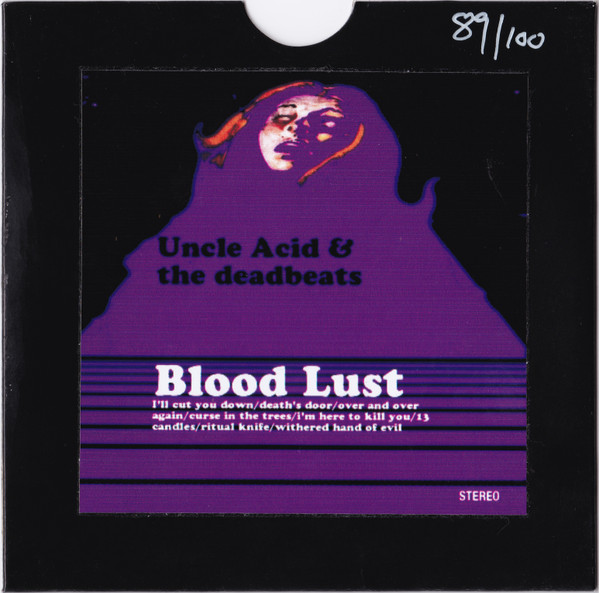 89/100
Uncle Acid &
the deadbeats
Blood Lust
I'll cut you down/death's door/over and over
again/curse in the trees/i'm here to kill you/13
candles/ritual knife/withered hand of evil
STEREO